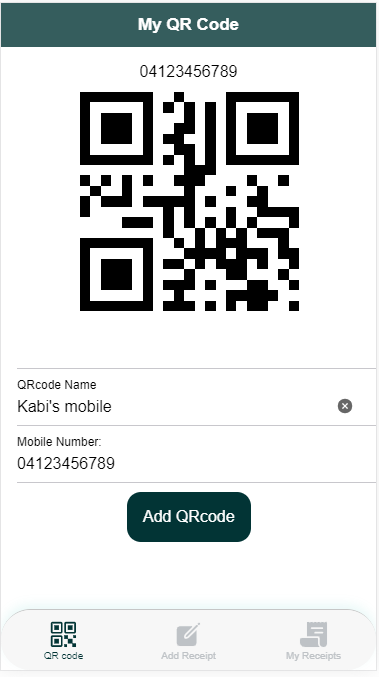 My QR Code
04123456789
QRcode Name
Kabi's mobile
Mobile Number:
04123456789
Add QRcode
QR code
Add Receipt
My Receipts